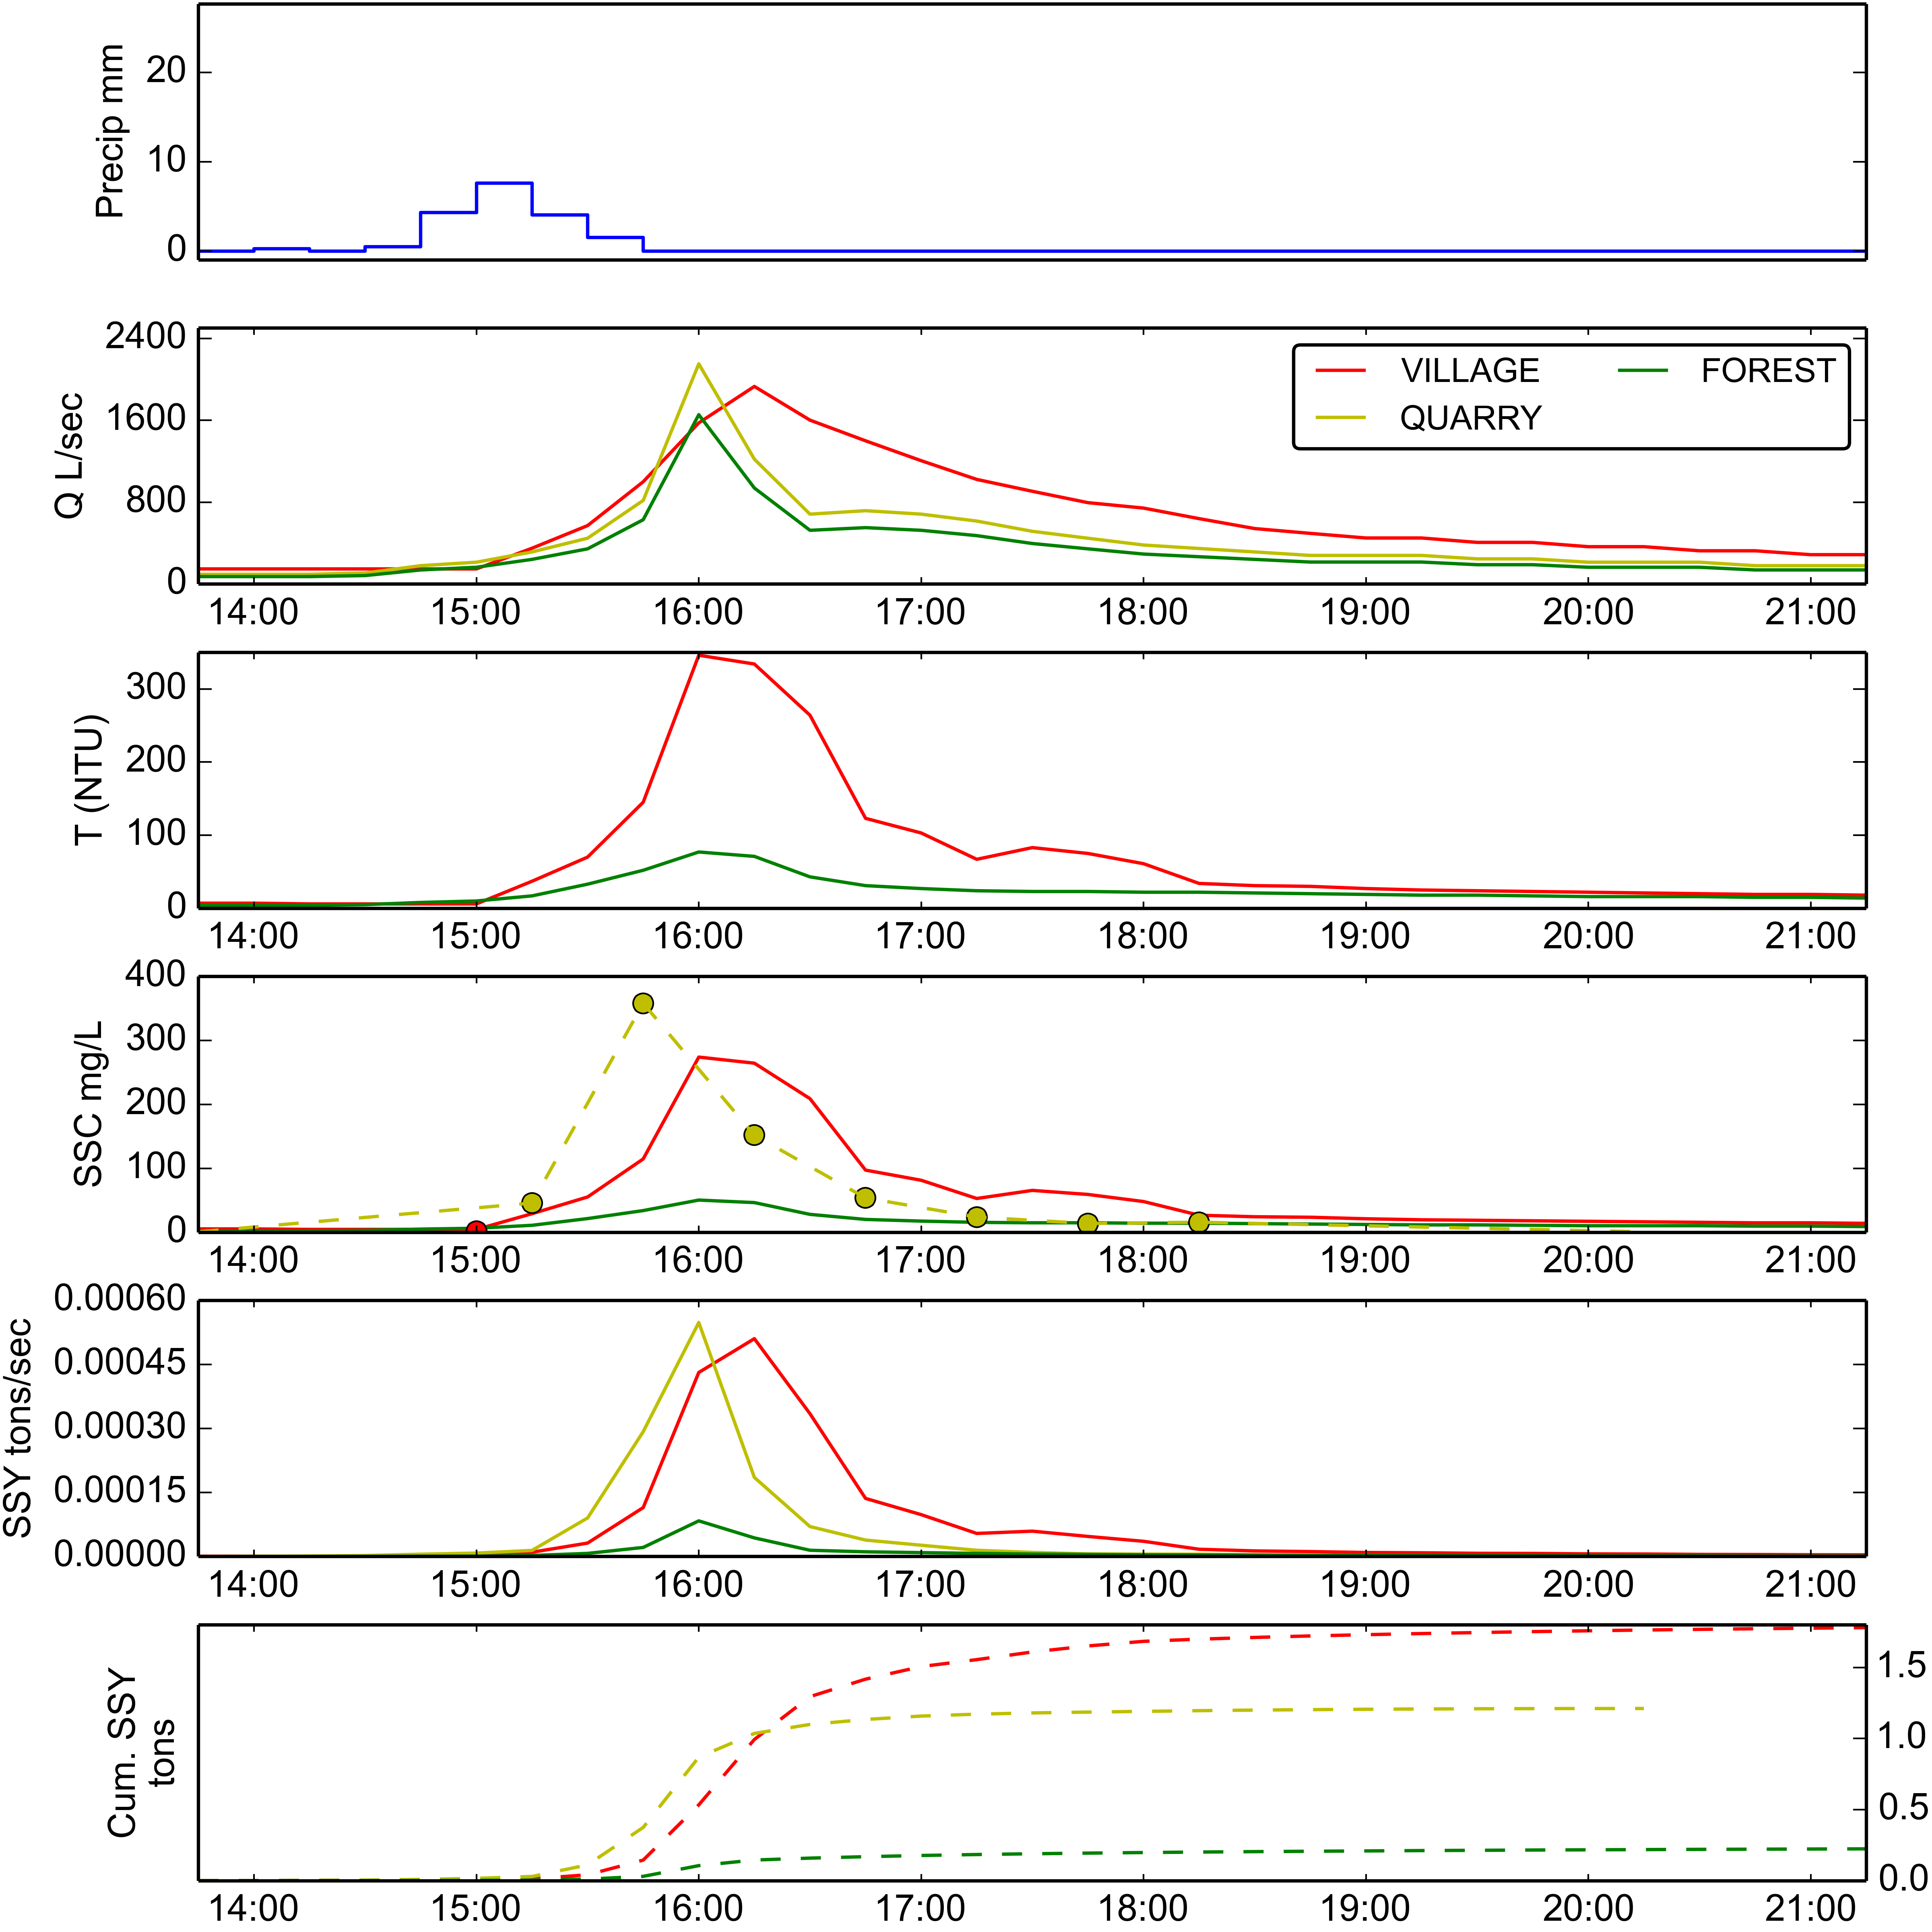 Precip mm
20
10
0
Q L/sec
2400
1600
800
0
VILLAGE
FOREST
QUARRY
14:00 15:00 16:00 17:00 18:00 19:00 20:00 21:00
T (NTU)
300
200
100
0
14:00 15:00 16:00 17:00 18:00 19:00 20:00 21:00
SSC mg/L
400
300
200
100
0
14:00 15:00 16:00 17:00 18:00 19:00 20:00 21:00
SSY tons/sec
0.00060
0.00045
0.00030
0.00015
0.00000
14:00 15:00 16:00 17:00 18:00 19:00 20:00 21:00
Cum. SSY
tons
1.5
1.0
0.5
0.0
14:00 15:00 16:00 17:00 18:00 19:00 20:00 21:00